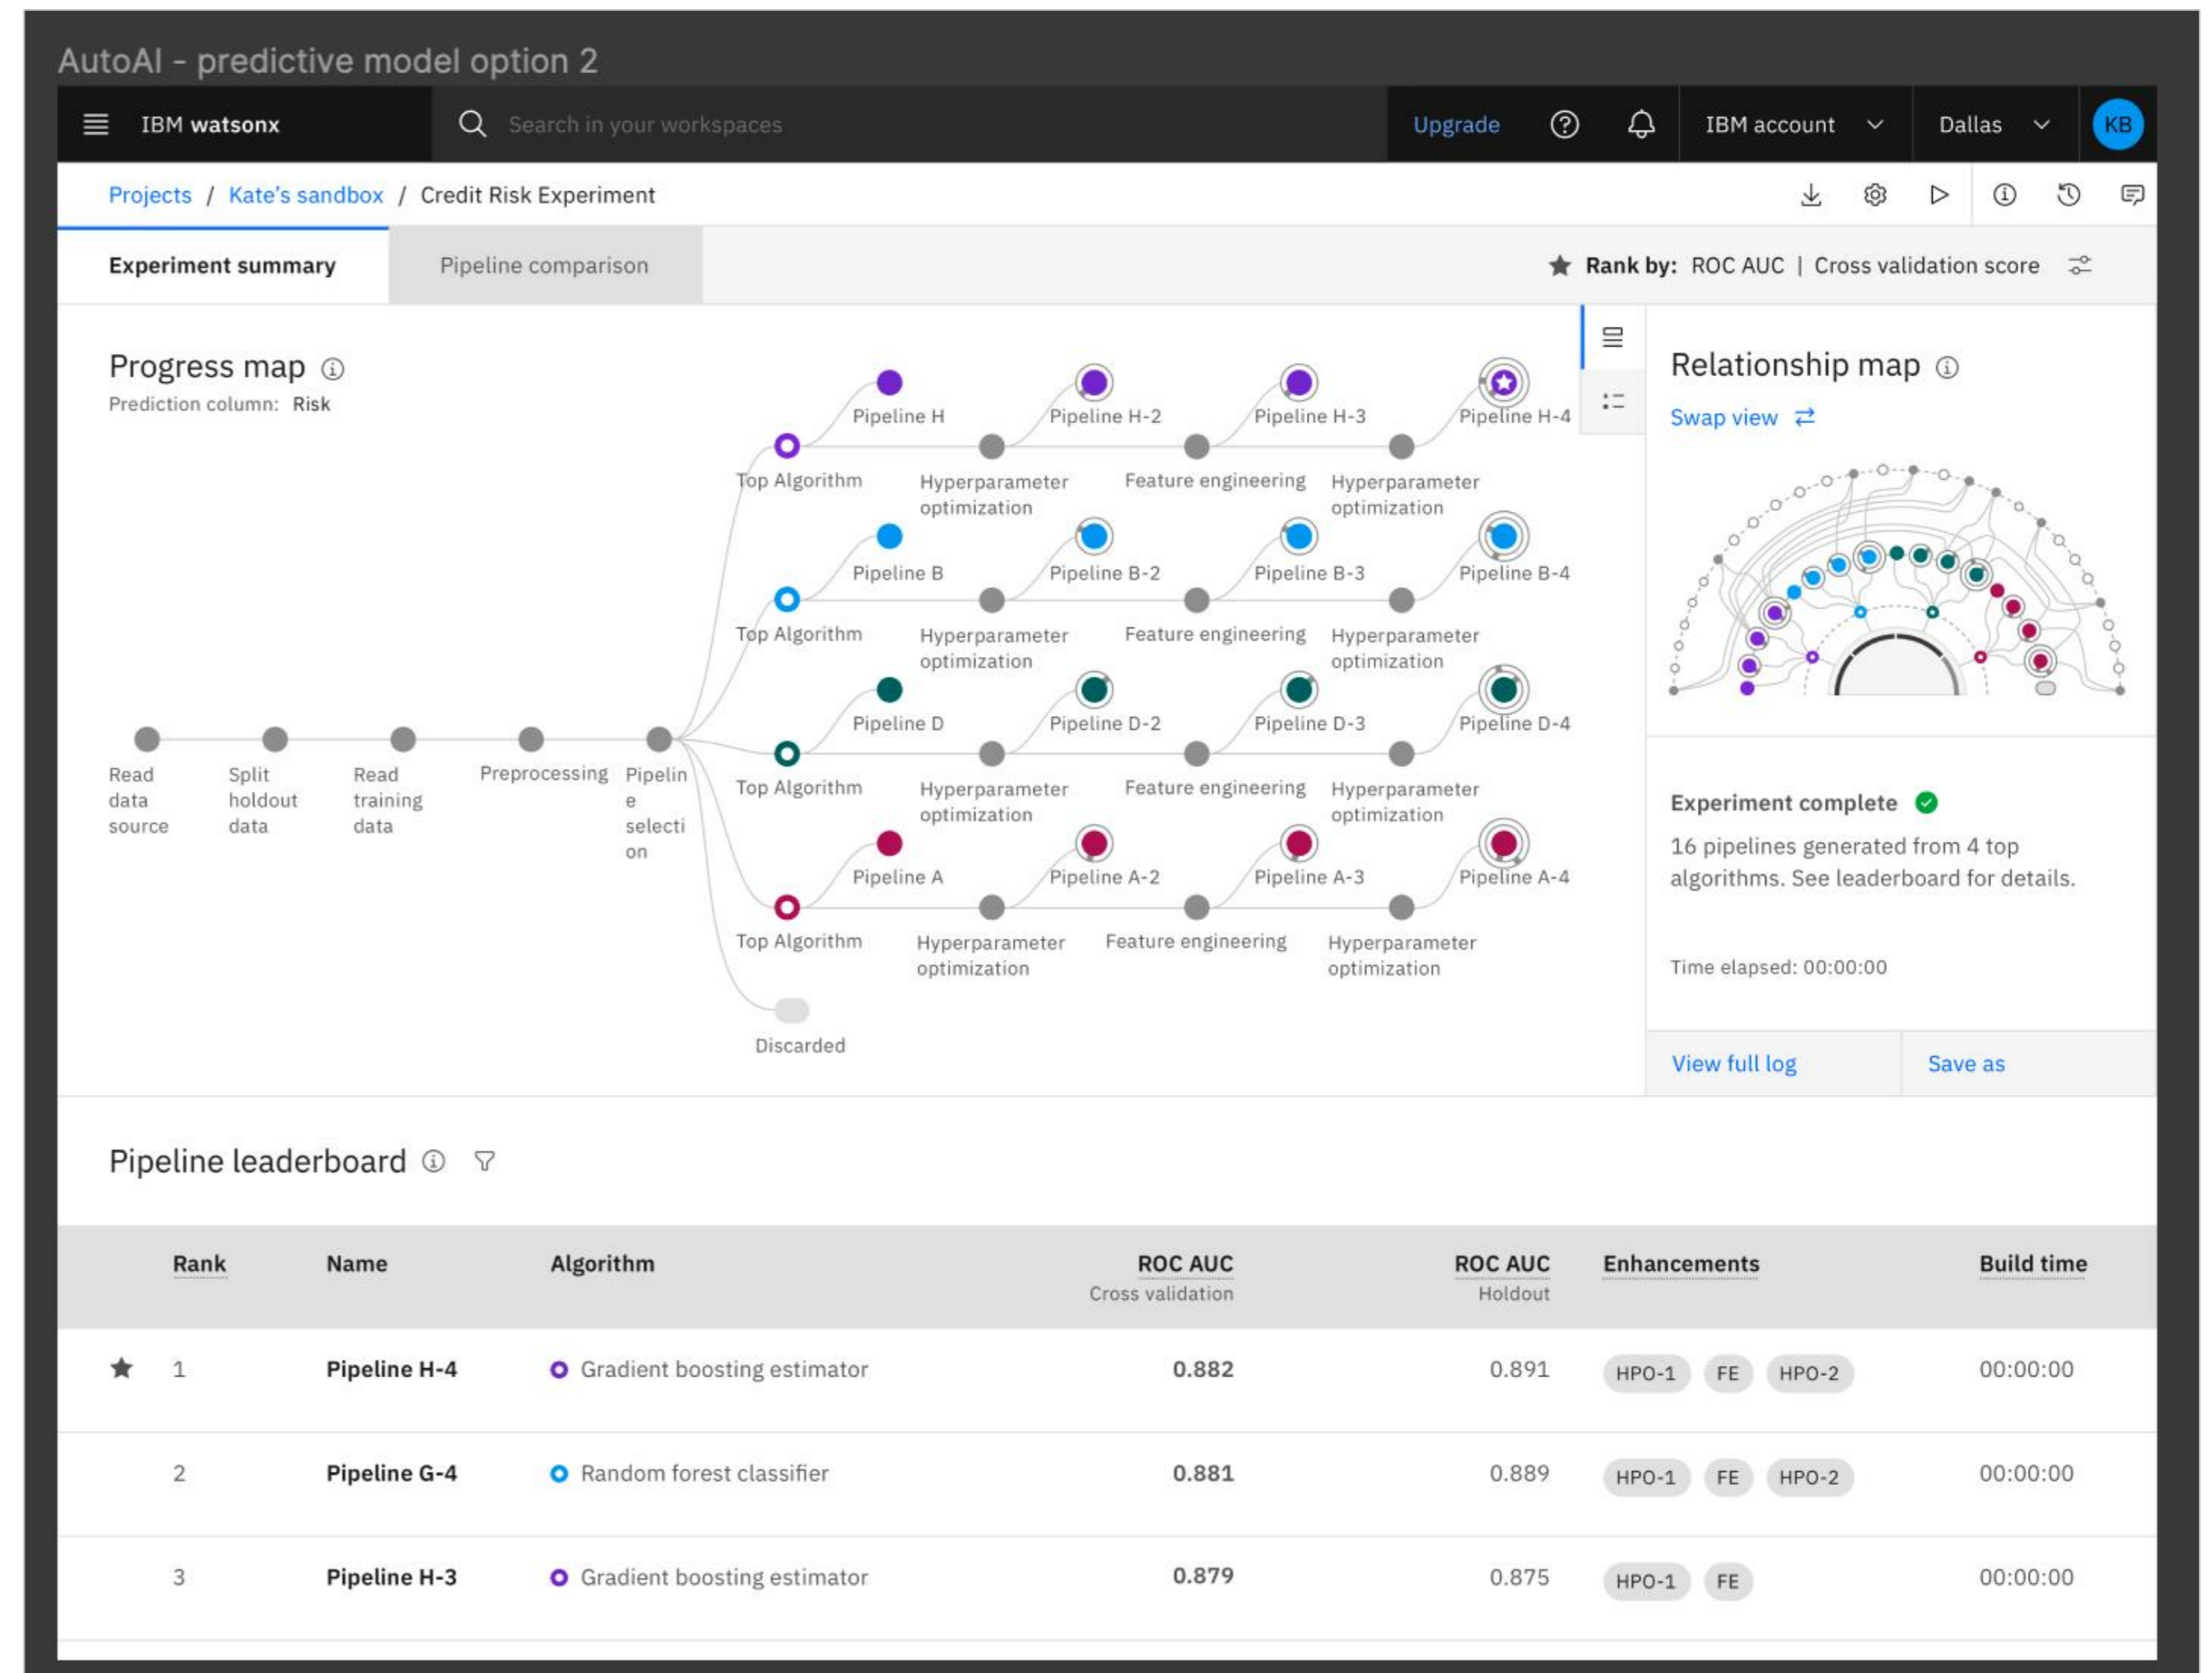 AutoAI - predictive model option 2
IBM watsonx
Search in your workspaces
Upgrade
IBM account
Dallas
KB
Projects / Kate's sandbox / Credit Risk Experiment
Experiment summary
Pipeline comparison
Rank by: ROC AUC | Cross validation score
Progress map
Prediction column: Risk
Pipeline H
Pipeline H-2
Pipeline H-3
Pipeline H-4
Top Algorithm
Hyperparameter
optimization
Feature engineering
Hyperparameter
optimization
Pipeline B
Pipeline B-2
Pipeline B-3
Pipeline B-4
Top Algorithm
Hyperparameter
optimization
Feature engineering
Hyperparameter
optimization
Pipeline D
Pipeline D-2
Pipeline D-3
Pipeline D-4
Read
data
source
Split
holdout
data
Read
training
data
Preprocessing
Pipelin
e
selecti
on
Top Algorithm
Hyperparameter
optimization
Feature engineering
Hyperparameter
optimization
Pipeline A
Pipeline A-2
Pipeline A-3
Pipeline A-4
Top Algorithm
Hyperparameter
optimization
Feature engineering
Hyperparameter
optimization
Discarded
Relationship map
Swap view
Experiment complete
16 pipelines generated from 4 top
algorithms. See leaderboard for details.
Time elapsed: 00:00:00
View full log
Save as
Pipeline leaderboard
Rank
Name
Algorithm
ROC AUC
Cross validation
ROC AUC
Holdout
Enhancements
Build time
1 Pipeline H-4 Gradient boosting estimator 0.882 0.891 HPO-1 FE HPO-2 00:00:00
2 Pipeline G-4 Random forest classifier 0.881 0.889 HPO-1 FE HPO-2 00:00:00
3 Pipeline H-3 Gradient boosting estimator 0.879 0.875 HPO-1 FE 00:00:00